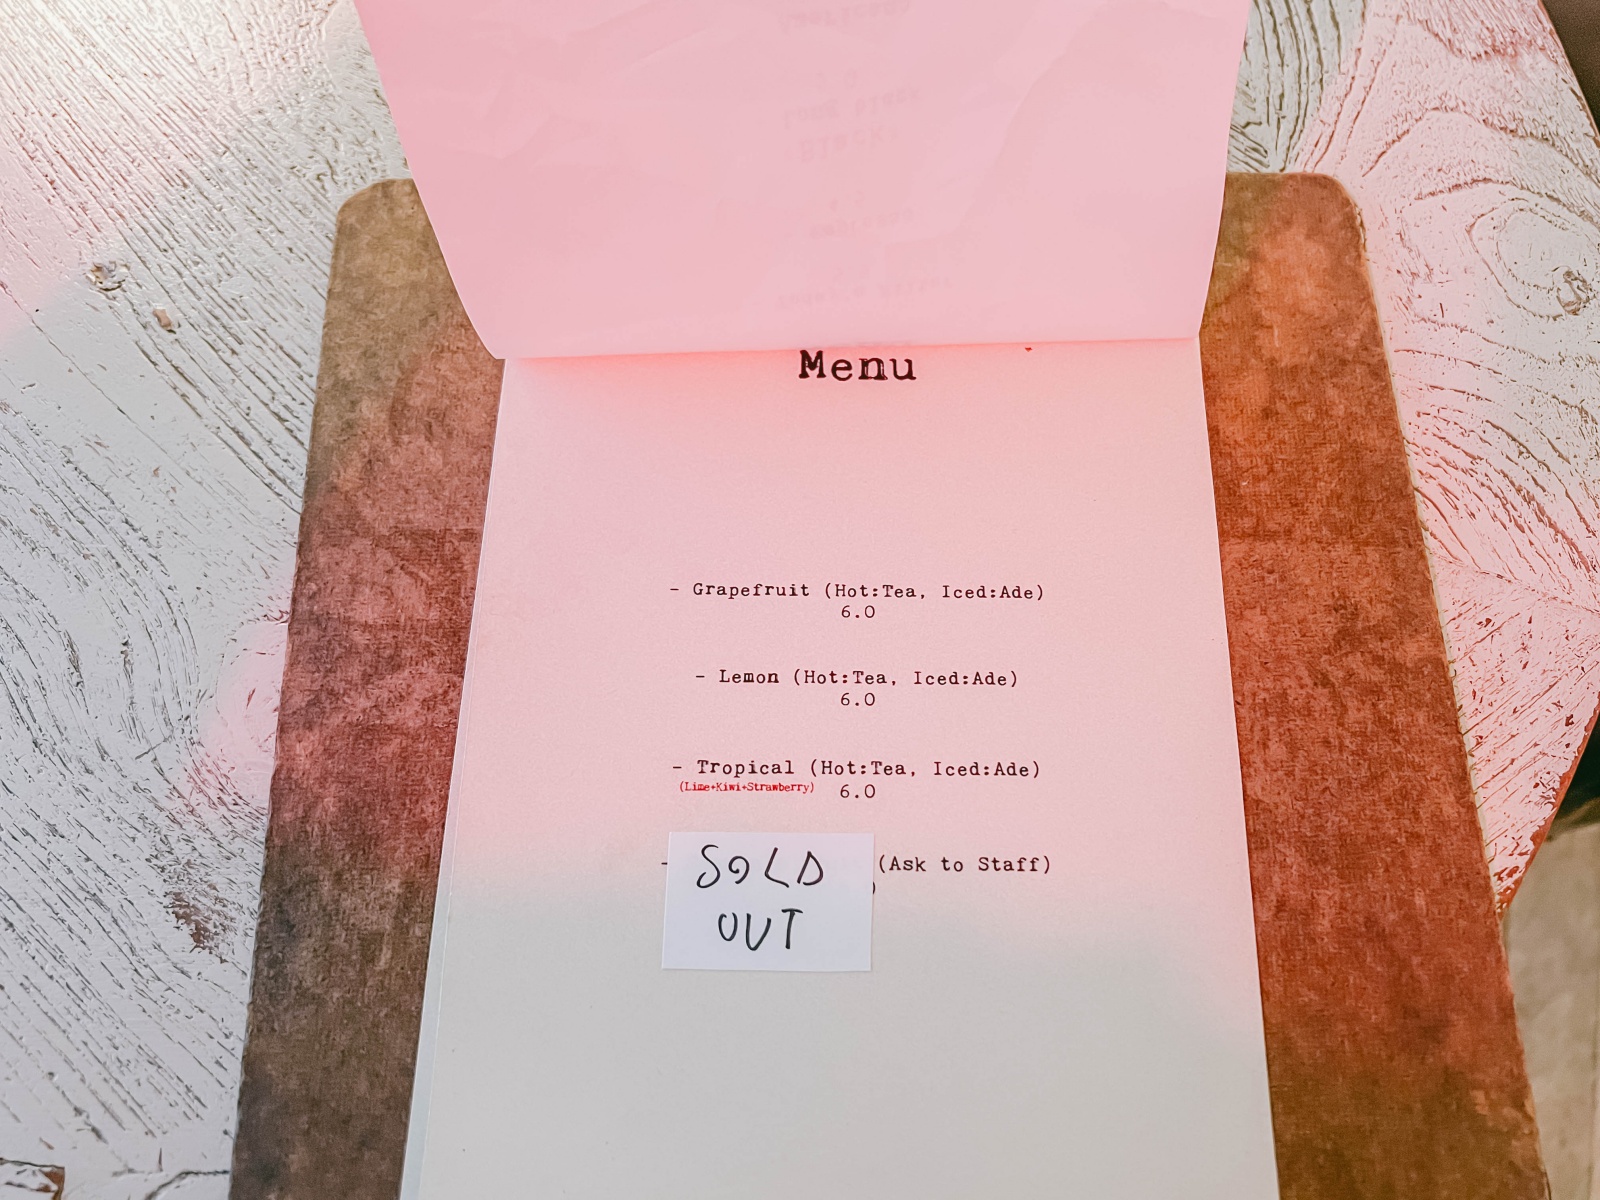 Menu
- Grapefruit (Hot:Tea, Iced:Ade)
6.0
- Lemon (Hot:Tea, Iced:Ade)
6.0
- Tropical (Hot:Tea, Iced:Ade)
(Lime+Kiwi+Strawberry) 6.0
- (Ask to Staff)
SOLD
OUT